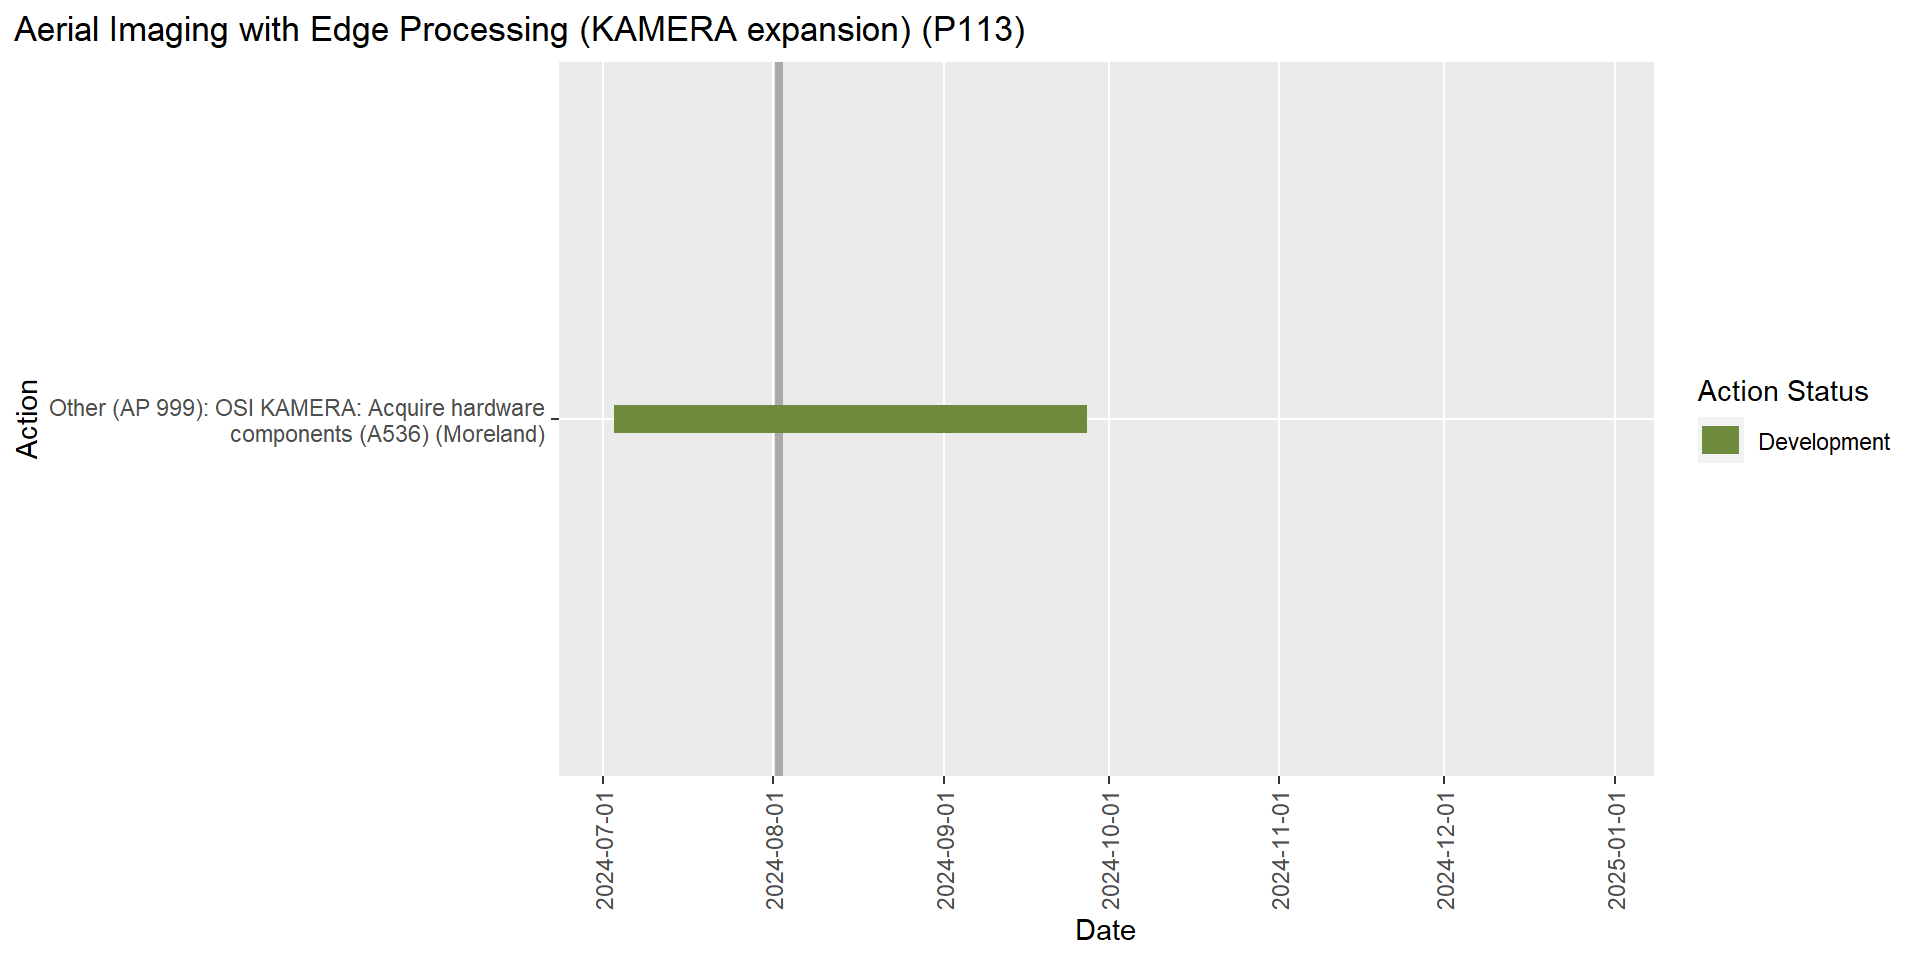 Aerial Imaging with Edge Processing (KAMERA expansion) (P113)
Action
Other (AP 999): OSI KAMERA: Acquire hardware
components (A536) (Moreland)
Action Status
Development
2024-07-01
2024-08-01
2024-09-01
2024-10-01
2024-11-01
2024-12-01
2025-01-01
Date